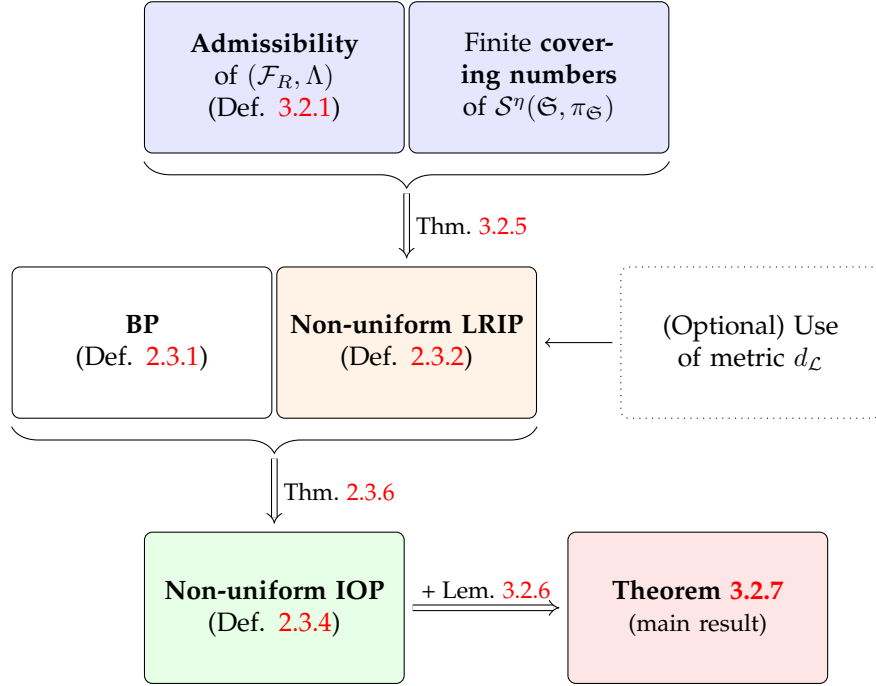 Admissibility
of (ℱ_R, Λ)
(Def. 3.2.1)
Finite cover-
ing numbers
of 𝒮^η(𝔖, π_𝔖)
Thm. 3.2.5
BP
(Def. 2.3.1)
Non-uniform LRIP
(Def. 2.3.2)
(Optional) Use
of metric d_ℒ
Thm. 2.3.6
Non-uniform IOP
(Def. 2.3.4)
+ Lem. 3.2.6
Theorem 3.2.7
(main result)